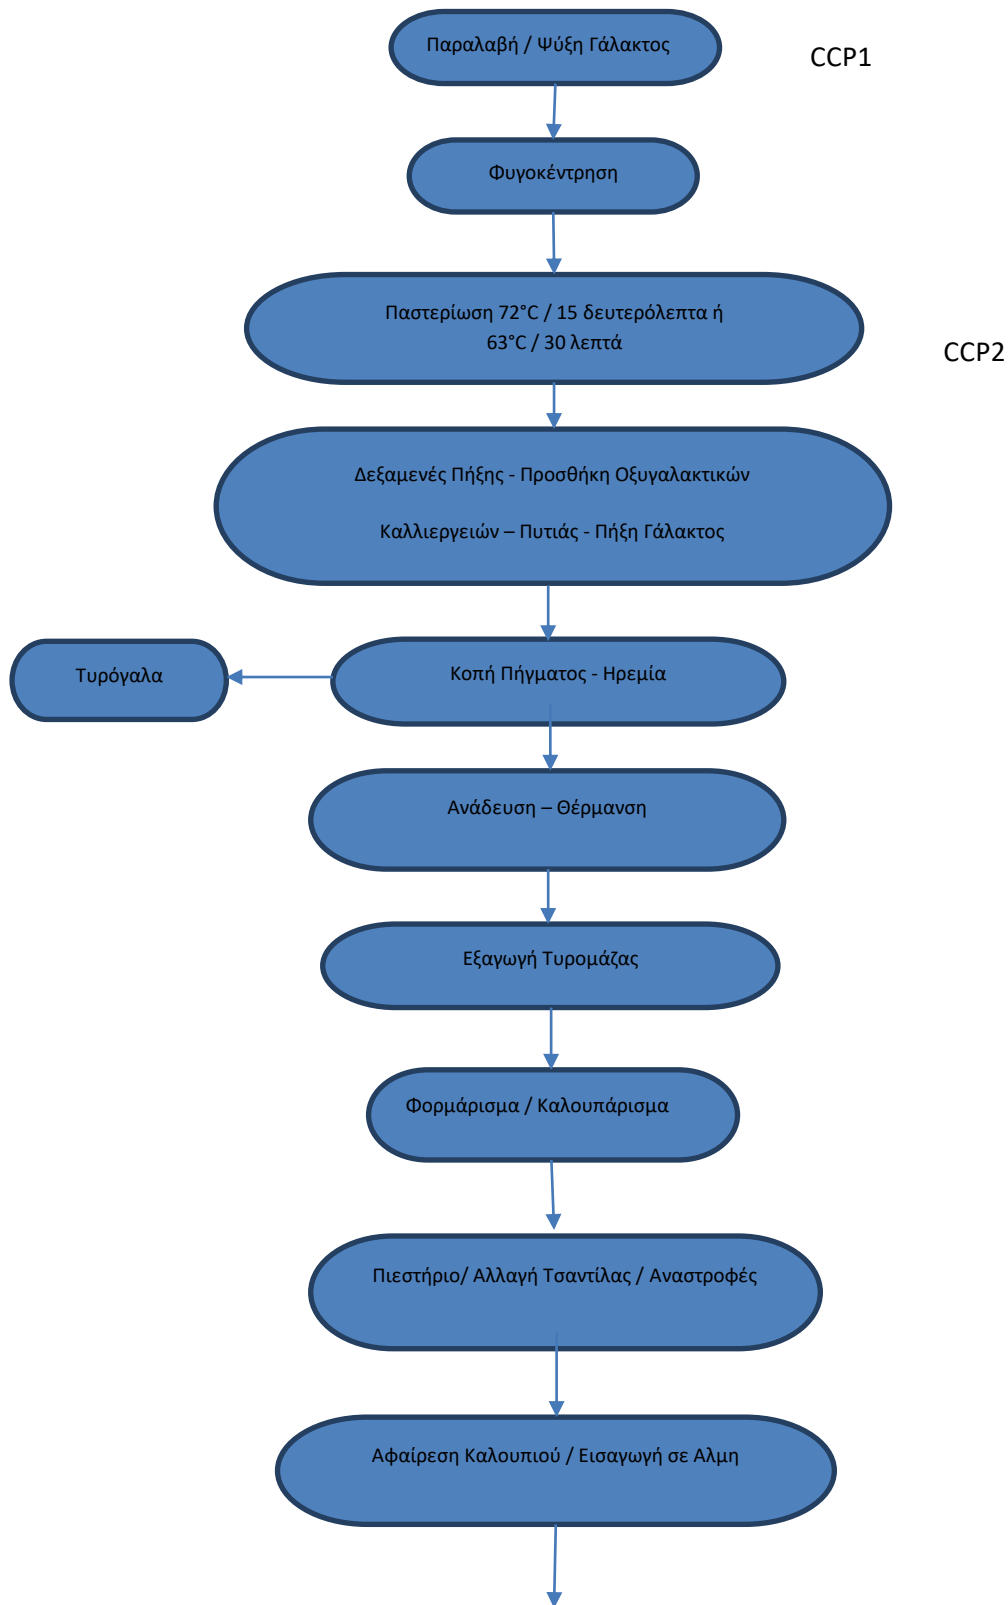 Παραλαβή / Ψύξη Γάλακτος
CCP1
Φυγοκέντρηση
Παστερίωση 72°C / 15 δευτερόλεπτα ή
63°C / 30 λεπτά
CCP2
Δεξαμενές Πήξης - Προσθήκη Οξυγαλακτικών
Καλλιεργειών – Πυτιάς - Πήξη Γάλακτος
Τυρόγαλα
Κοπή Πήγματος - Ηρεμία
Ανάδευση – Θέρμανση
Εξαγωγή Τυρομάζας
Φορμάρισμα / Καλουπάρισμα
Πιεστήριο/ Αλλαγή Τσαντίλας / Αναστροφές
Αφαίρεση Καλουπιού / Εισαγωγή σε Αλμη